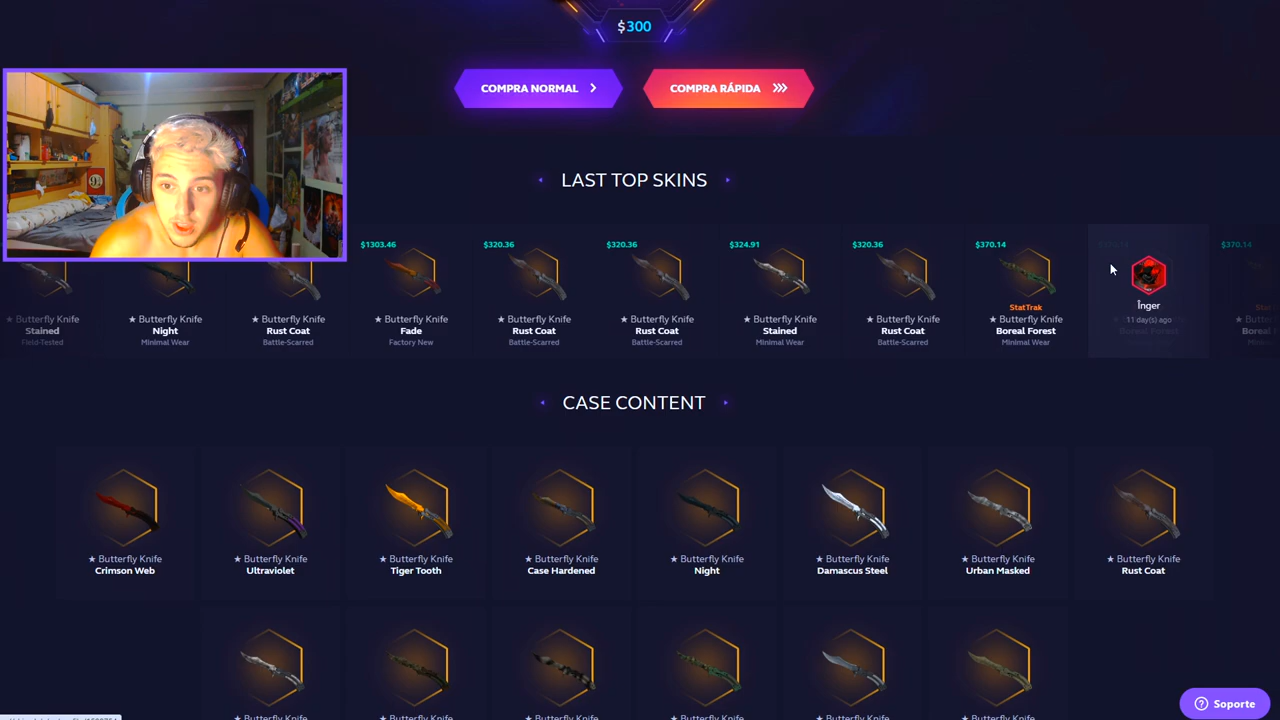 $300
COMPRA NORMAL
COMPRA RÁPIDA
LAST TOP SKINS
$1303.46
$320.36
$320.36
$324.91
$320.36
$370.14
$370.14
★ Butterfly Knife
Stained
Field-Tested
★ Butterfly Knife
Night
Minimal Wear
★ Butterfly Knife
Rust Coat
Battle-Scarred
★ Butterfly Knife
Fade
Factory New
★ Butterfly Knife
Rust Coat
Battle-Scarred
★ Butterfly Knife
Rust Coat
Battle-Scarred
★ Butterfly Knife
Stained
Minimal Wear
★ Butterfly Knife
Rust Coat
Battle-Scarred
StatTrak
★ Butterfly Knife
Boreal Forest
Minimal Wear
11 day(s) ago
CASE CONTENT
★ Butterfly Knife
Crimson Web
★ Butterfly Knife
Ultraviolet
★ Butterfly Knife
Tiger Tooth
★ Butterfly Knife
Case Hardened
★ Butterfly Knife
Night
★ Butterfly Knife
Damascus Steel
★ Butterfly Knife
Urban Masked
★ Butterfly Knife
Rust Coat
Soporte